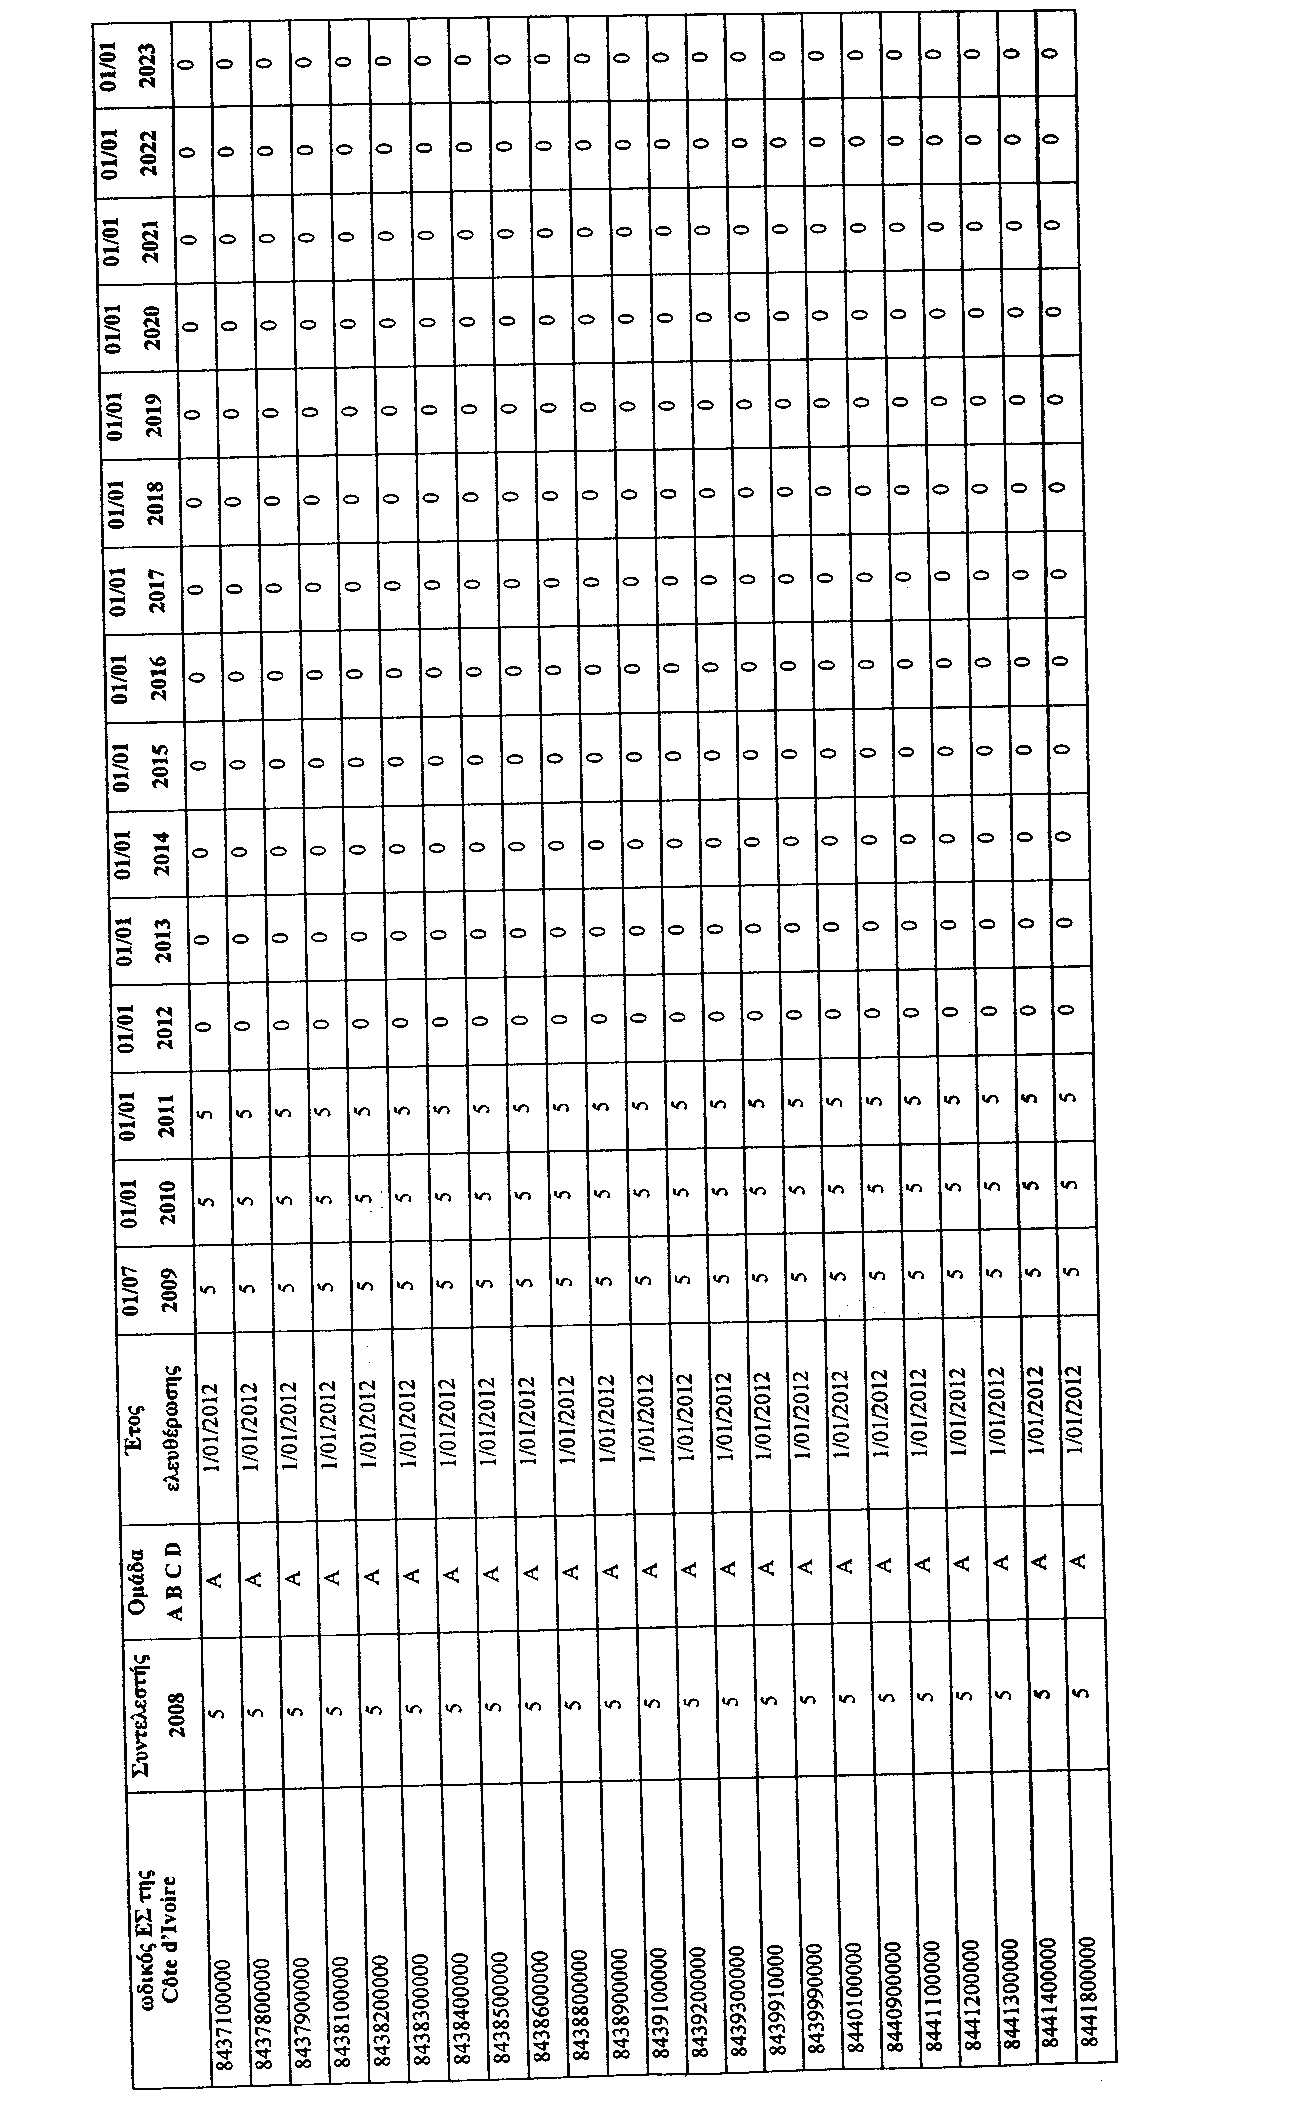 ωδικός ΕΣ της Côte d'Ivoire Συντελεστής 2008 Ομάδα A B C D Έτος ελευθέρωσης 01/07 2009 01/01 2010 01/01 2011 01/01 2012 01/01 2013 01/01 2014 01/01 2015 01/01 2016 01/01 2017 01/01 2018 01/01 2019 01/01 2020 01/01 2021 01/01 2022 01/01 2023
8437100000 5 A 1/01/2012 5 5 5 0 0 0 0 0 0 0 0 0 0 0 0
8437800000 5 A 1/01/2012 5 5 5 0 0 0 0 0 0 0 0 0 0 0 0
8437900000 5 A 1/01/2012 5 5 5 0 0 0 0 0 0 0 0 0 0 0 0
8438100000 5 A 1/01/2012 5 5 5 0 0 0 0 0 0 0 0 0 0 0 0
8438200000 5 A 1/01/2012 5 5 5 0 0 0 0 0 0 0 0 0 0 0 0
8438300000 5 A 1/01/2012 5 5 5 0 0 0 0 0 0 0 0 0 0 0 0
8438400000 5 A 1/01/2012 5 5 5 0 0 0 0 0 0 0 0 0 0 0 0
8438500000 5 A 1/01/2012 5 5 5 0 0 0 0 0 0 0 0 0 0 0 0
8438600000 5 A 1/01/2012 5 5 5 0 0 0 0 0 0 0 0 0 0 0 0
8438800000 5 A 1/01/2012 5 5 5 0 0 0 0 0 0 0 0 0 0 0 0
8438900000 5 A 1/01/2012 5 5 5 0 0 0 0 0 0 0 0 0 0 0 0
8439100000 5 A 1/01/2012 5 5 5 0 0 0 0 0 0 0 0 0 0 0 0
8439200000 5 A 1/01/2012 5 5 5 0 0 0 0 0 0 0 0 0 0 0 0
8439300000 5 A 1/01/2012 5 5 5 0 0 0 0 0 0 0 0 0 0 0 0
8439910000 5 A 1/01/2012 5 5 5 0 0 0 0 0 0 0 0 0 0 0 0
8439990000 5 A 1/01/2012 5 5 5 0 0 0 0 0 0 0 0 0 0 0 0
8440100000 5 A 1/01/2012 5 5 5 0 0 0 0 0 0 0 0 0 0 0 0
8440900000 5 A 1/01/2012 5 5 5 0 0 0 0 0 0 0 0 0 0 0 0
8441100000 5 A 1/01/2012 5 5 5 0 0 0 0 0 0 0 0 0 0 0 0
8441200000 5 A 1/01/2012 5 5 5 0 0 0 0 0 0 0 0 0 0 0 0
8441300000 5 A 1/01/2012 5 5 5 0 0 0 0 0 0 0 0 0 0 0 0
8441400000 5 A 1/01/2012 5 5 5 0 0 0 0 0 0 0 0 0 0 0 0
8441800000 5 A 1/01/2012 5 5 5 0 0 0 0 0 0 0 0 0 0 0 0